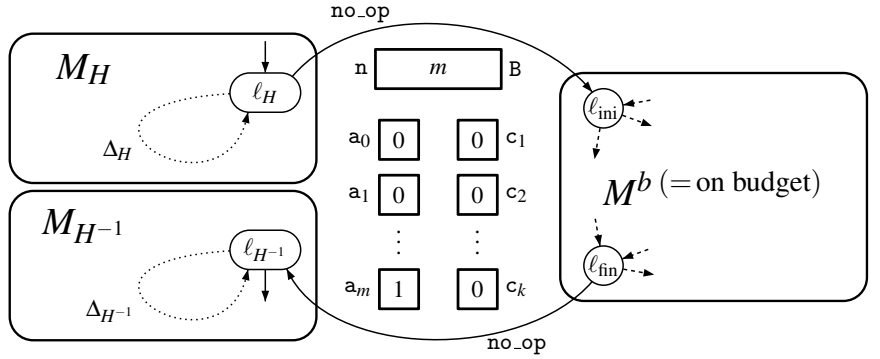 no_op
M_H
ℓ_H
Δ_H
n m B
a_0 0 0 c_1
a_1 0 0 c_2
⋮ ⋮
a_m 1 0 c_k
M_{H^{-1}}
ℓ_{H^{-1}}
Δ_{H^{-1}}
ℓ_ini
M^b (= on budget)
ℓ_fin
no_op